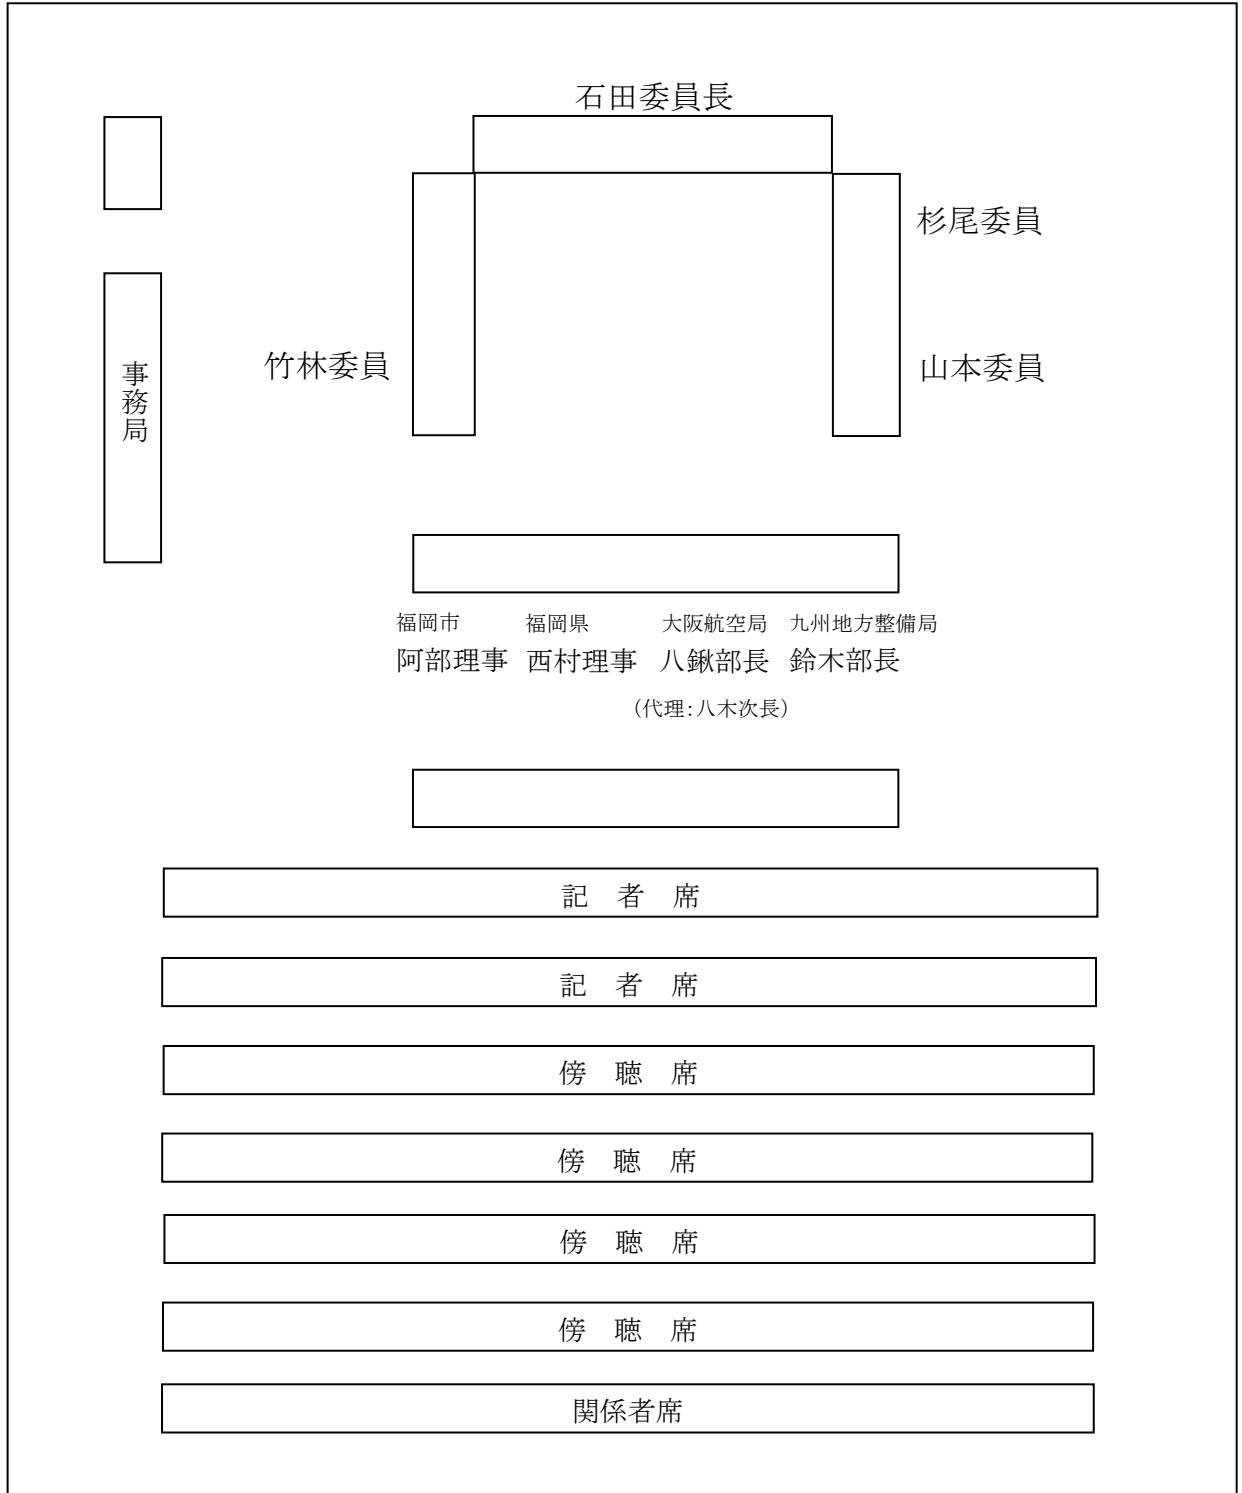 石田委員長
杉尾委員
竹林委員
山本委員
事務局
福岡市 福岡県 大阪航空局 九州地方整備局
阿部理事 西村理事 八鍬部長 鈴木部長
（代理：八木次長）
記 者 席
記 者 席
傍 聴 席
傍 聴 席
傍 聴 席
傍 聴 席
関係者席